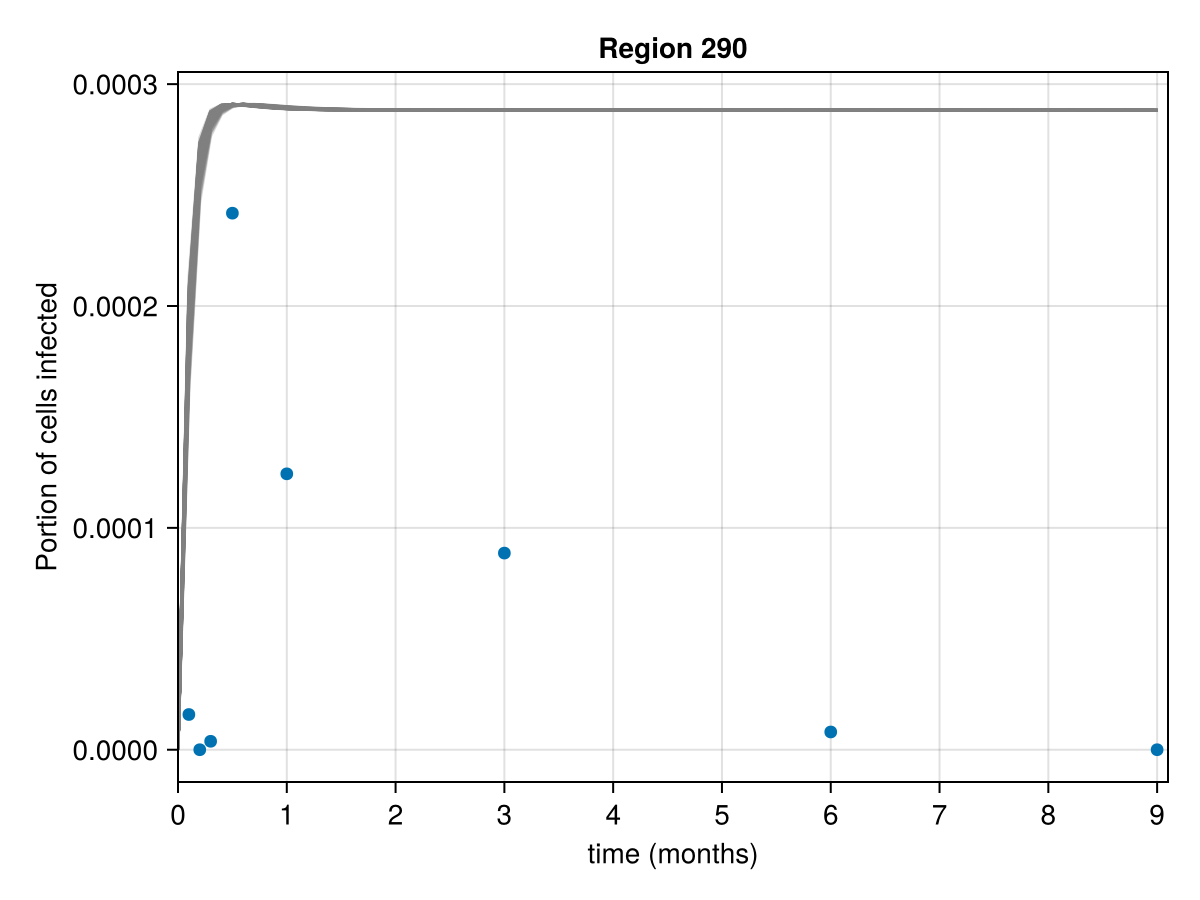 Region 290
Portion of cells infected
0.0003
0.0002
0.0001
0.0000
0 1 2 3 4 5 6 7 8 9
time (months)